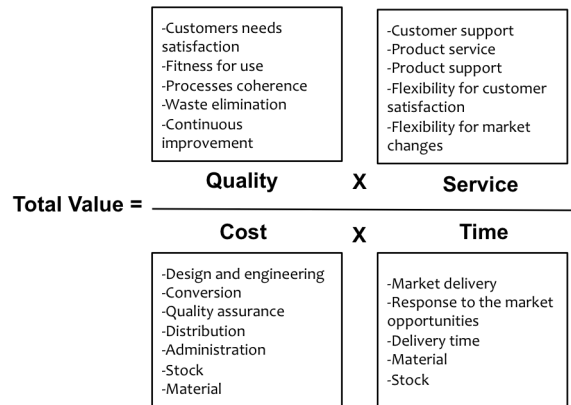 -Customers needs
satisfaction
-Fitness for use
-Processes coherence
-Waste elimination
-Continuous
improvement
-Customer support
-Product service
-Product support
-Flexibility for customer
satisfaction
-Flexibility for market
changes
Quality X Service
Total Value =
Cost X Time
-Design and engineering
-Conversion
-Quality assurance
-Distribution
-Administration
-Stock
-Material
-Market delivery
-Response to the market
opportunities
-Delivery time
-Material
-Stock